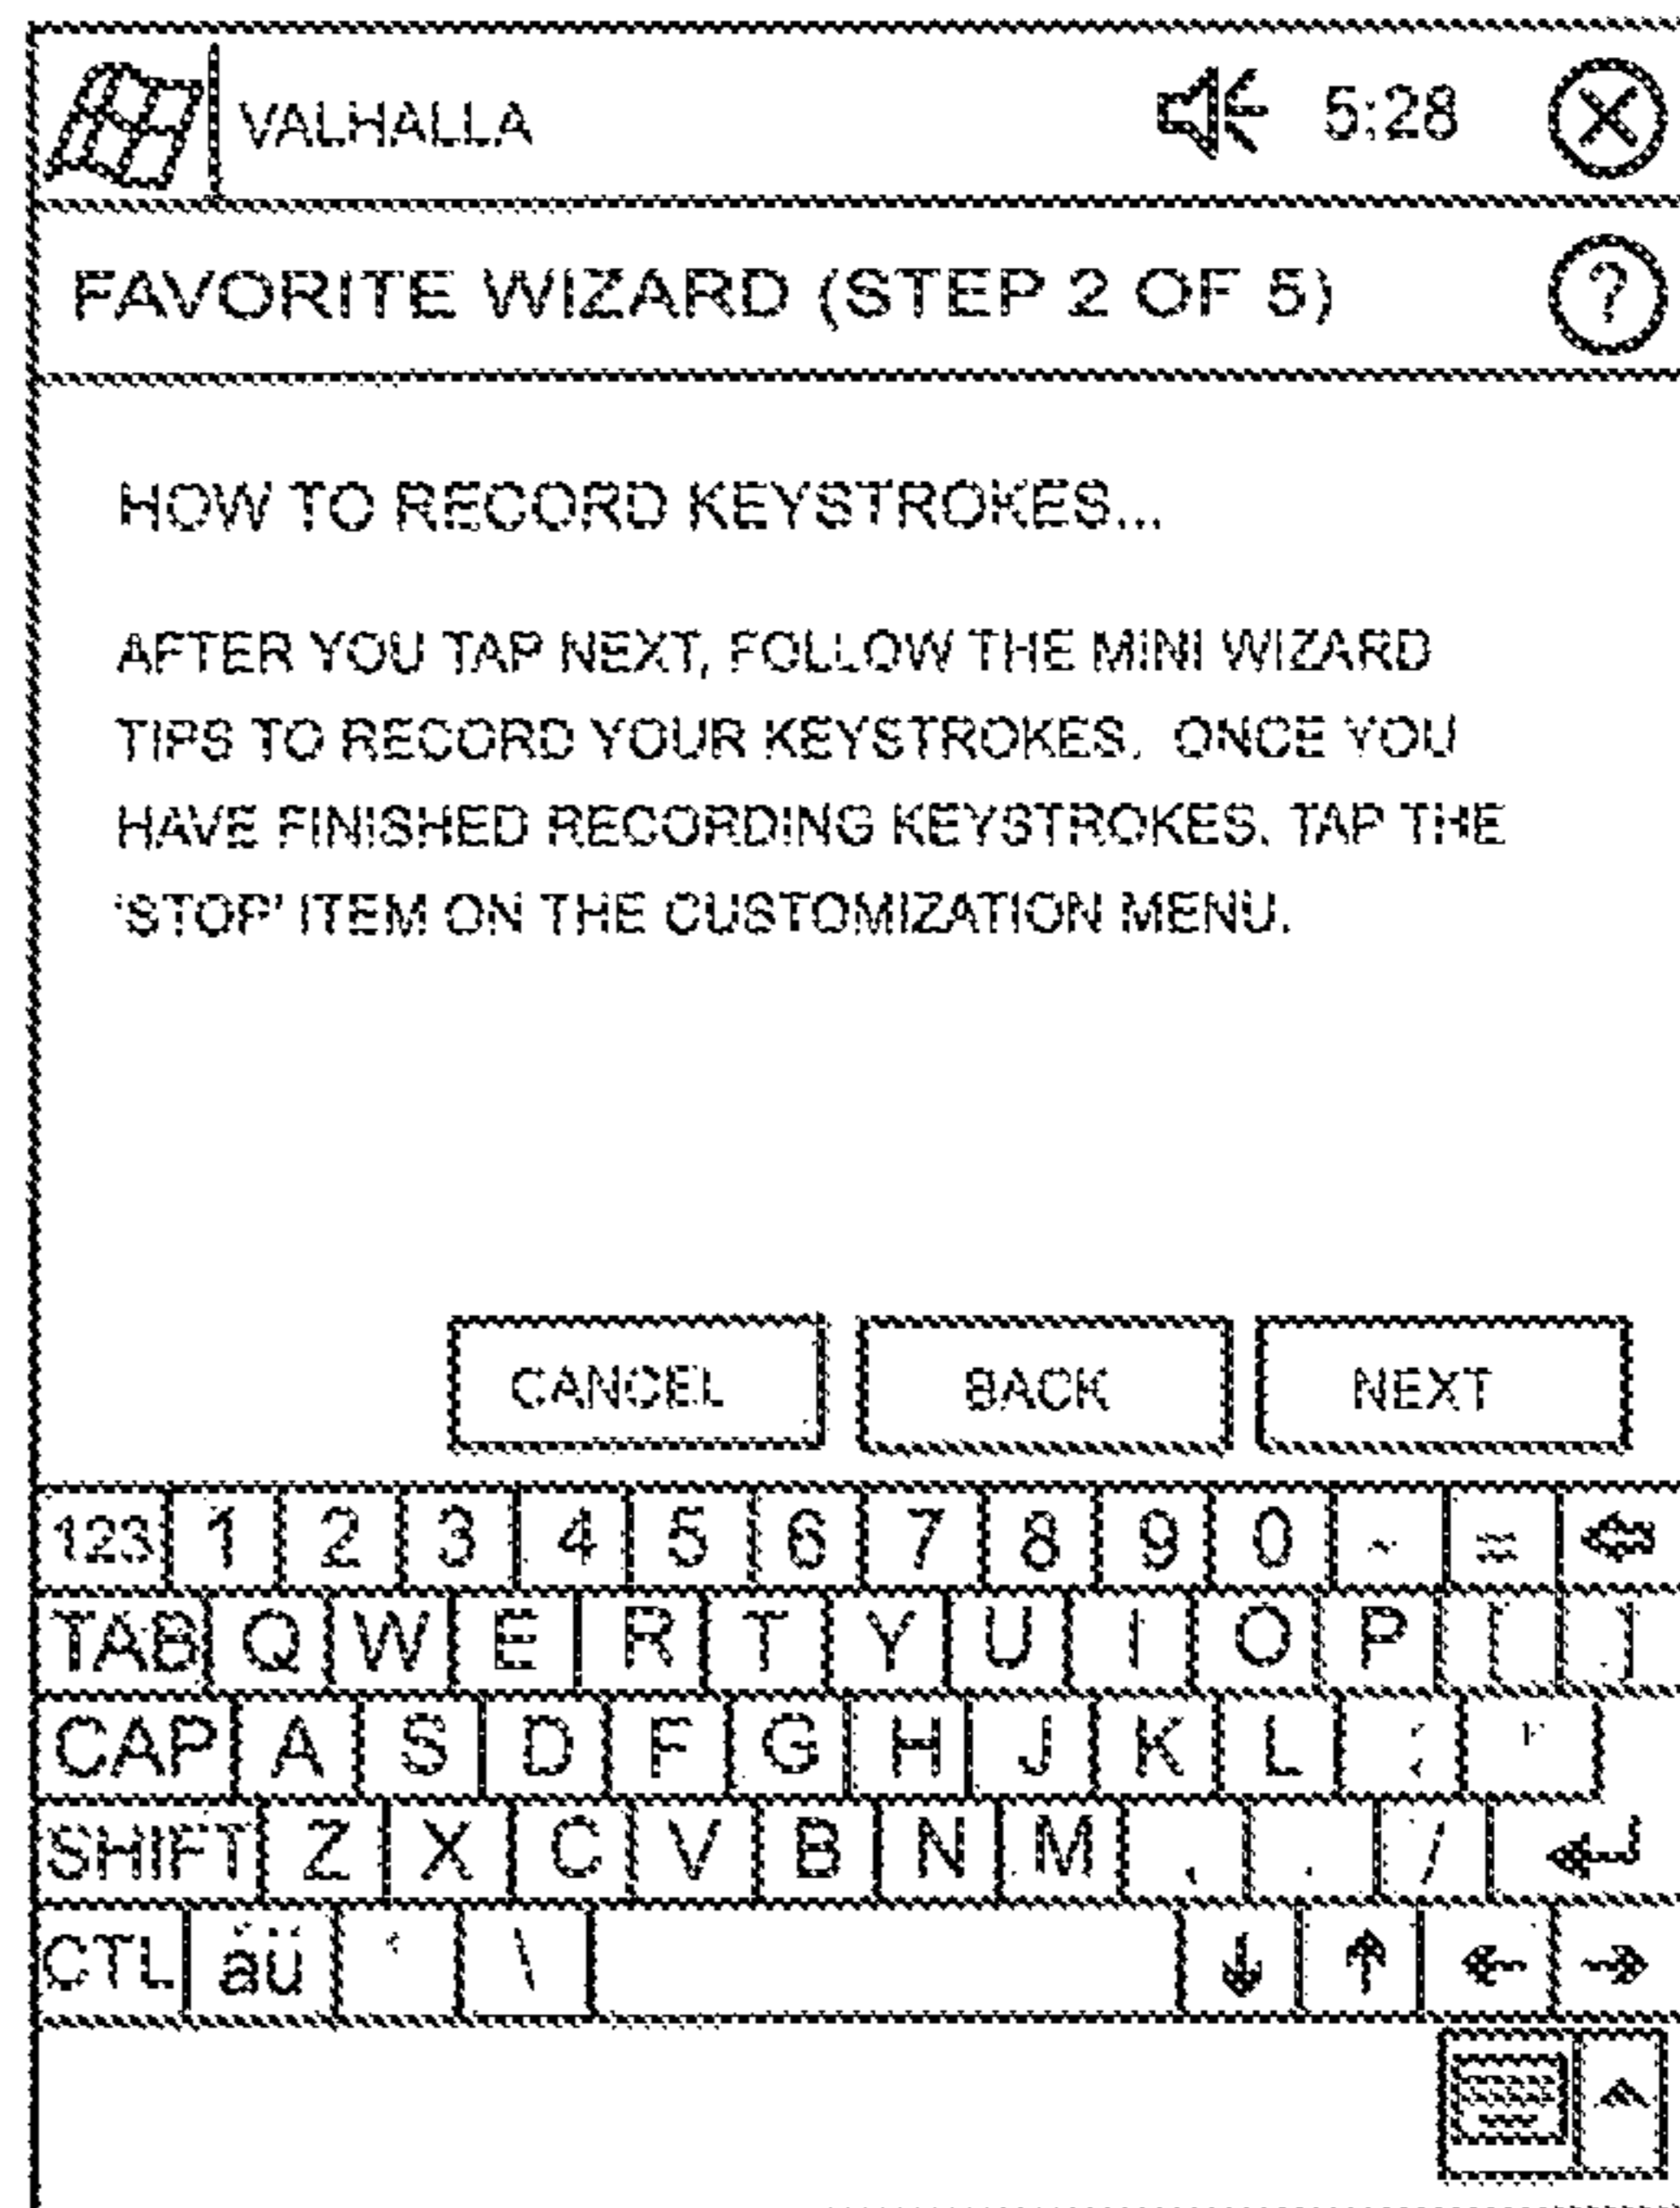 VALHALLA 5:28
FAVORITE WIZARD (STEP 2 OF 5) ?
HOW TO RECORD KEYSTROKES...
AFTER YOU TAP NEXT, FOLLOW THE MINI WIZARD
TIPS TO RECORD YOUR KEYSTROKES. ONCE YOU
HAVE FINISHED RECORDING KEYSTROKES. TAP THE
'STOP' ITEM ON THE CUSTOMIZATION MENU.
CANCEL BACK NEXT
123 1 2 3 4 5 6 7 8 9 0 - =
TAB Q W E R T Y U I O P [ ]
CAP A S D F G H J K L ; '
SHIFT Z X C V B N M , . /
CTL áü ` \